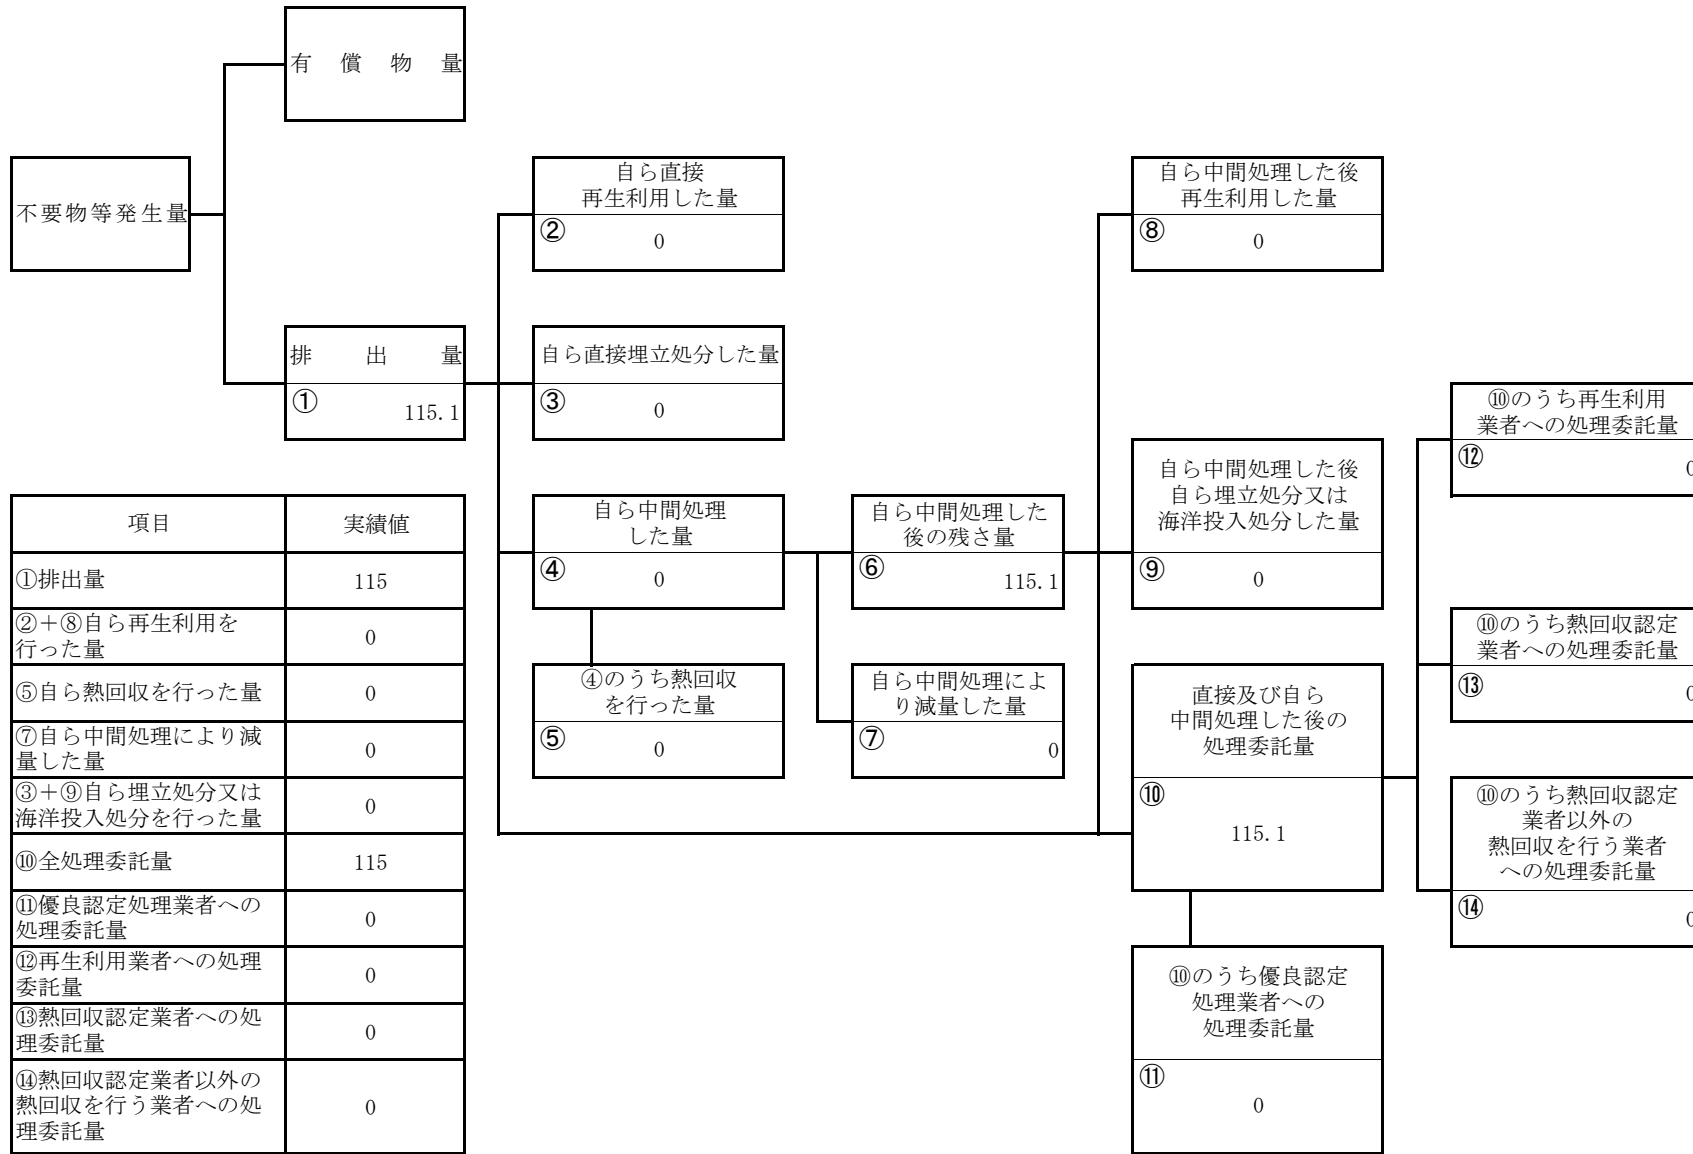 有償物量
不要物等発生量
排出量
①
115.1
自ら直接
再生利用した量
②
0
自ら直接埋立処分した量
③
0
自ら中間処理
した量
④
0
④のうち熱回収
を行った量
⑤
0
自ら中間処理した
後の残さ量
⑥
115.1
自ら中間処理によ
り減量した量
⑦
0
自ら中間処理した後
再生利用した量
⑧
0
自ら中間処理した後
自ら埋立処分又は
海洋投入処分した量
⑨
0
直接及び自ら
中間処理した後の
処理委託量
⑩
115.1
⑩のうち優良認定
処理業者への
処理委託量
⑪
0
⑩のうち再生利用
業者への処理委託量
⑫
0
⑩のうち熱回収認定
業者への処理委託量
⑬
0
⑩のうち熱回収認定
業者以外の
熱回収を行う業者
への処理委託量
⑭
0
項目 実績値
①排出量 115
②＋⑧自ら再生利用を
行った量 0
⑤自ら熱回収を行った量 0
⑦自ら中間処理により減
量した量 0
③＋⑨自ら埋立処分又は
海洋投入処分を行った量 0
⑩全処理委託量 115
⑪優良認定処理業者への
処理委託量 0
⑫再生利用業者への処理
委託量 0
⑬熱回収認定業者への処
理委託量 0
⑭熱回収認定業者以外の
熱回収を行う業者への処
理委託量 0